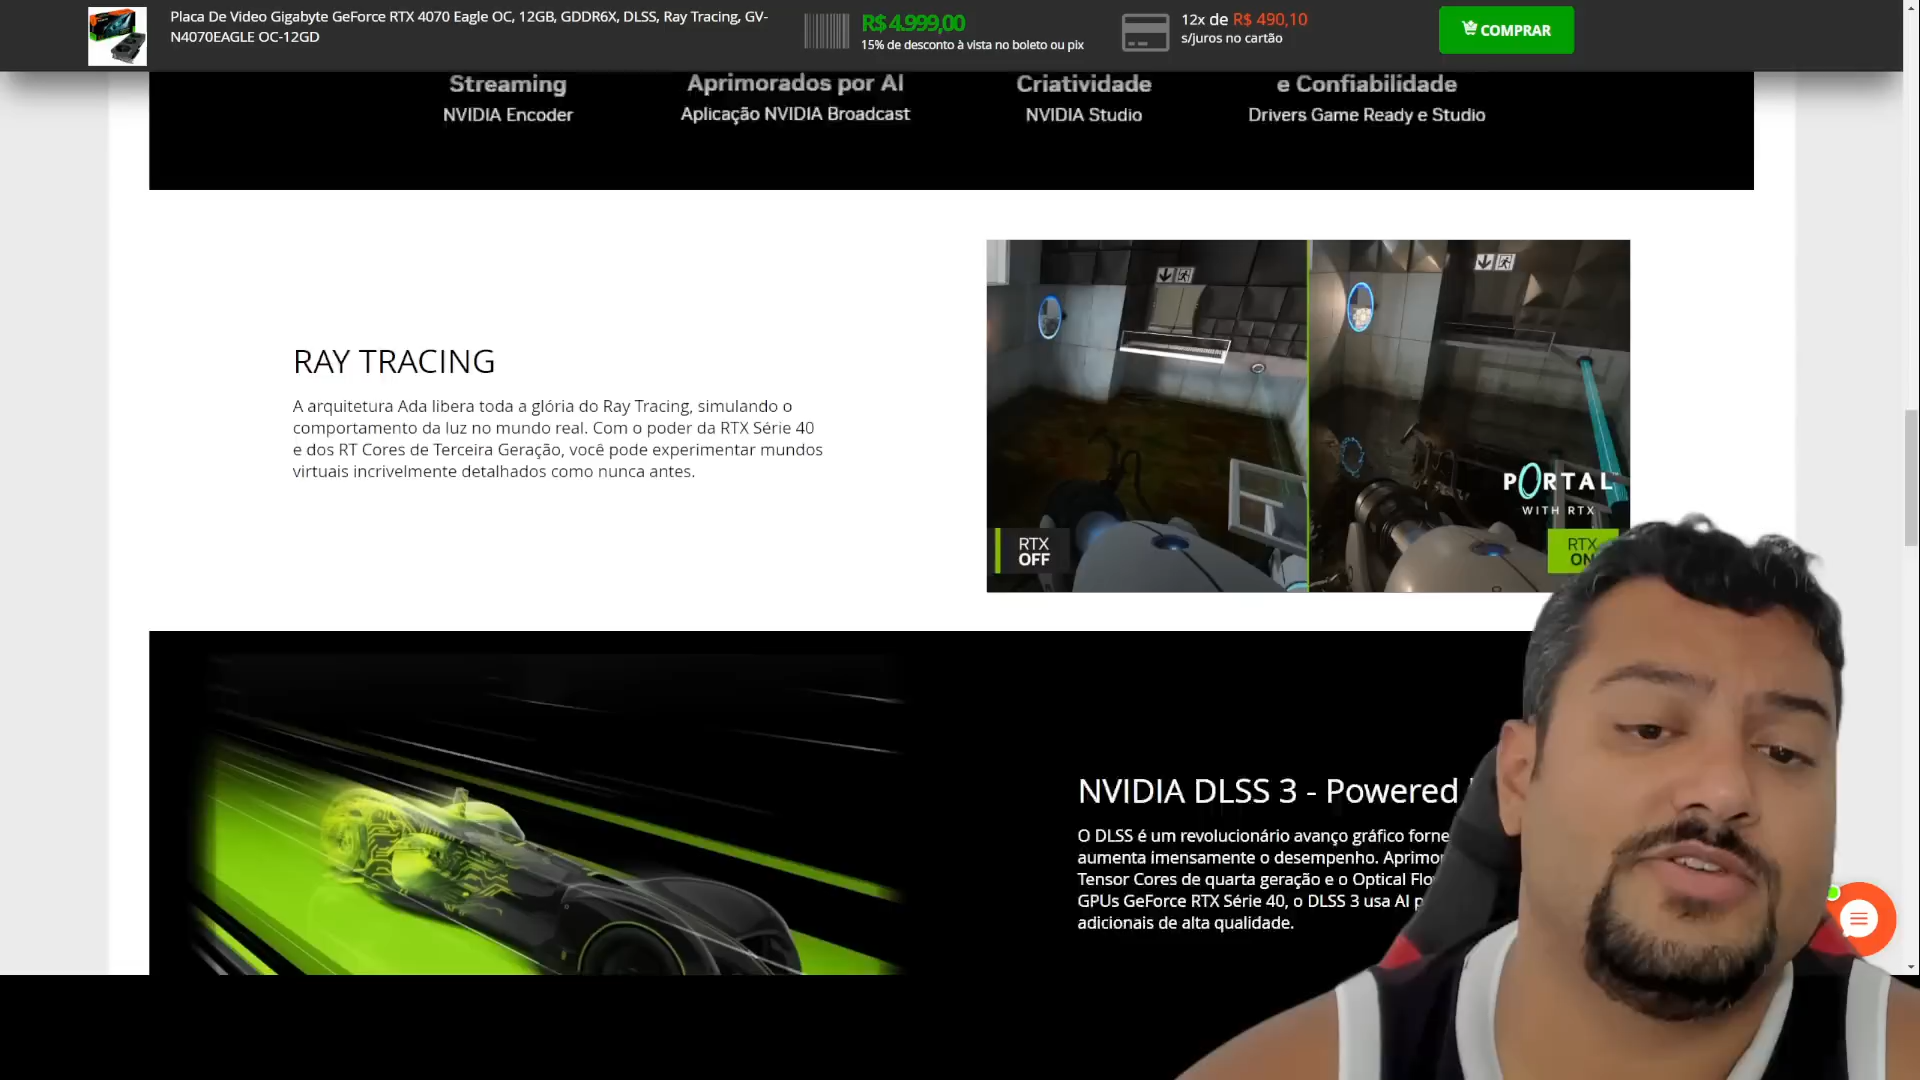 Placa De Video Gigabyte GeForce RTX 4070 Eagle OC, 12GB, GDDR6X, DLSS, Ray Tracing, GV-
N4070EAGLE OC-12GD
R$ 4.999,00
15% de desconto à vista no boleto ou pix
12x de R$ 490,10
s/juros no cartão
COMPRAR
Streaming
NVIDIA Encoder
Aprimorados por AI
Aplicação NVIDIA Broadcast
Criatividade
NVIDIA Studio
e Confiabilidade
Drivers Game Ready e Studio
RAY TRACING
A arquitetura Ada libera toda a glória do Ray Tracing, simulando o
comportamento da luz no mundo real. Com o poder da RTX Série 40
e dos RT Cores de Terceira Geração, você pode experimentar mundos
virtuais incrivelmente detalhados como nunca antes.
RTX
OFF
PORTAL
WITH RTX
RTX
ON
NVIDIA DLSS 3 - Powered
O DLSS é um revolucionário avanço gráfico
aumenta imensamente o desempenho.
Tensor Cores de quarta geração e o Optical
GPUs GeForce RTX Série 40, o DLSS 3 usa AI
adicionais de alta qualidade.